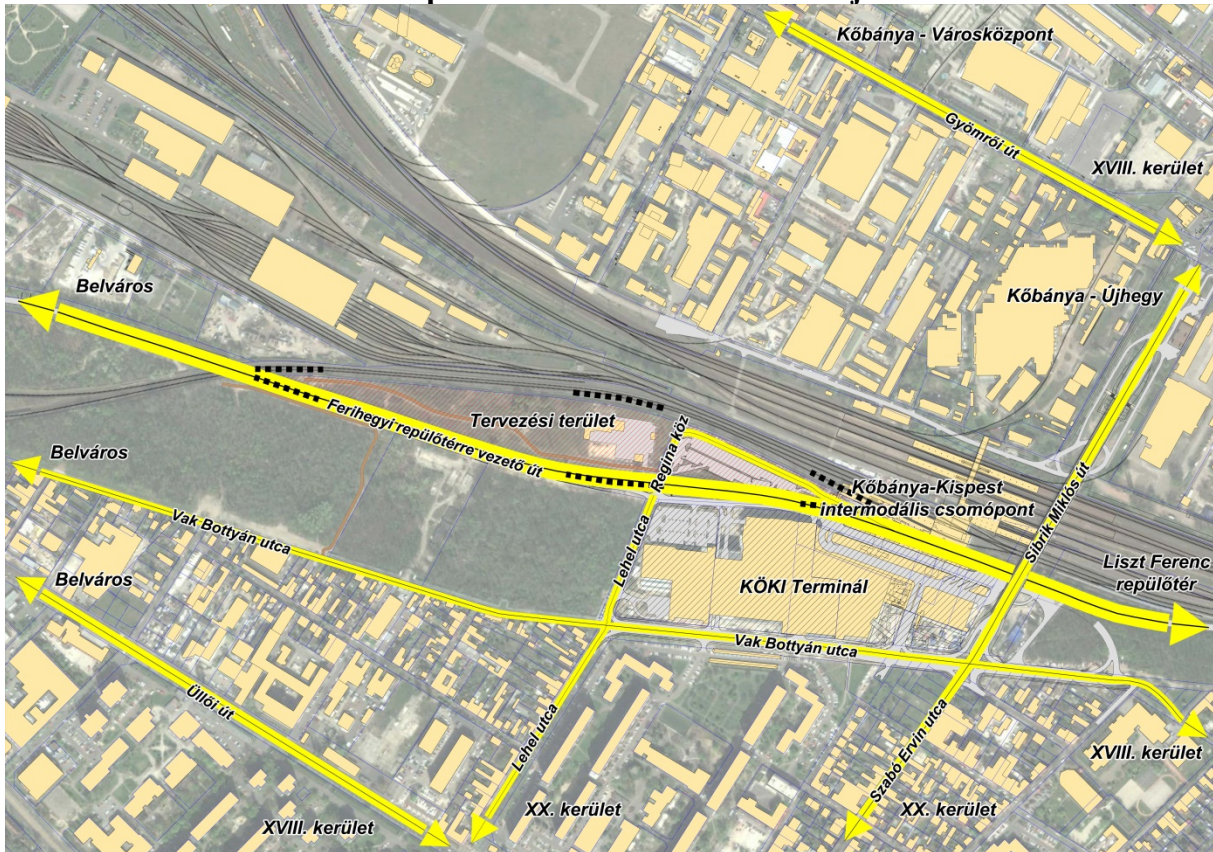 Kőbánya - Városközpont
Gyömrői út
XVIII. kerület
Belváros
Kőbánya - Újhegy
Ferihegyi repülőtérre vezető út
Tervezési terület
Regina köz
Belváros
Kőbánya-Kispest
intermodális csomópont
Sibrik Miklós út
Vak Bottyán utca
Lehel utca
Liszt Ferenc
repülőtér
Belváros
KÖKI Terminál
Vak Bottyán utca
Üllői út
Lehel utca
Szabó Ervin utca
XVIII. kerület
XX. kerület
XX. kerület
XVIII. kerület